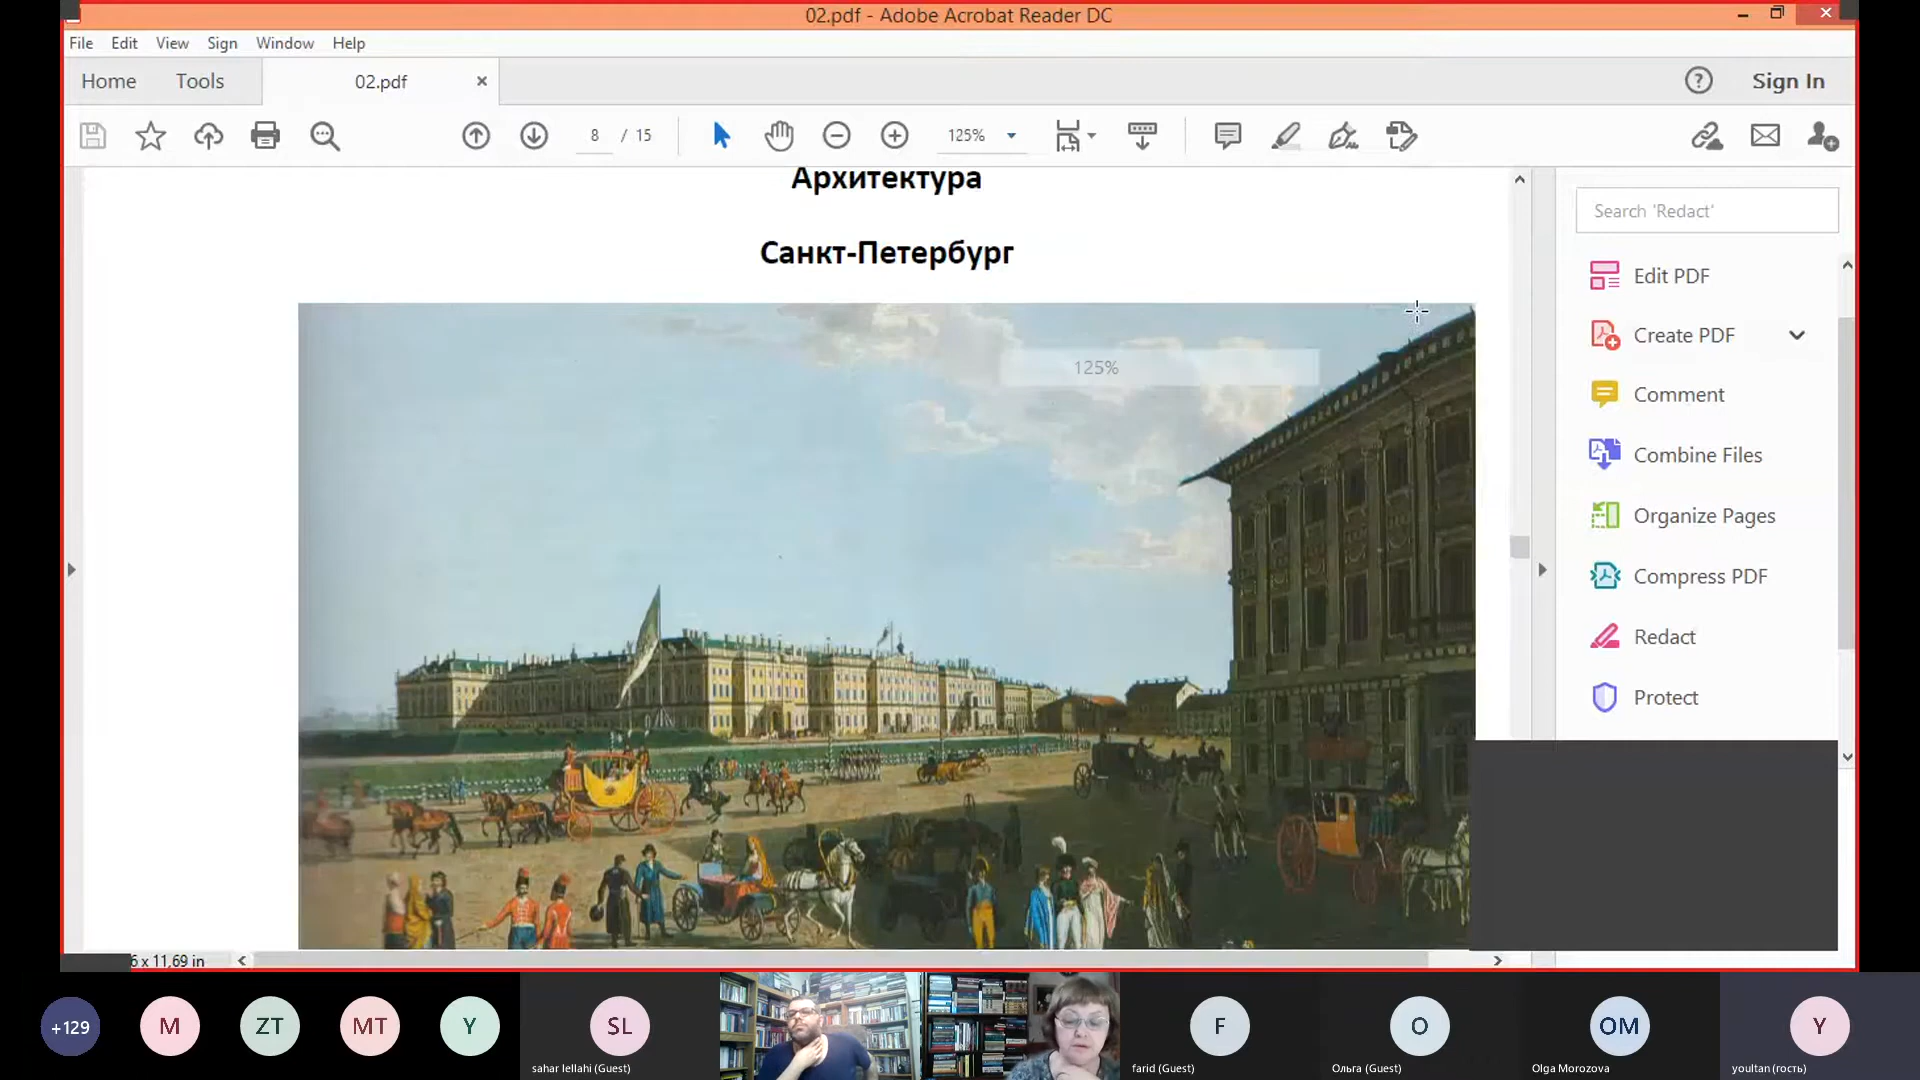 02.pdf - Adobe Acrobat Reader DC
File Edit View Sign Window Help
Home Tools 02.pdf Sign In
8 / 15 125%
Архитектура
Санкт-Петербург
125%
Search 'Redact'
Edit PDF
Create PDF
Comment
Combine Files
Organize Pages
Compress PDF
Redact
Protect
6 x 11,69 in
+129 M ZT MT Y SL F O OM Y
sahar lellahi (Guest) farid (Guest) Ольга (Guest) Olga Morozova youltan (гость)